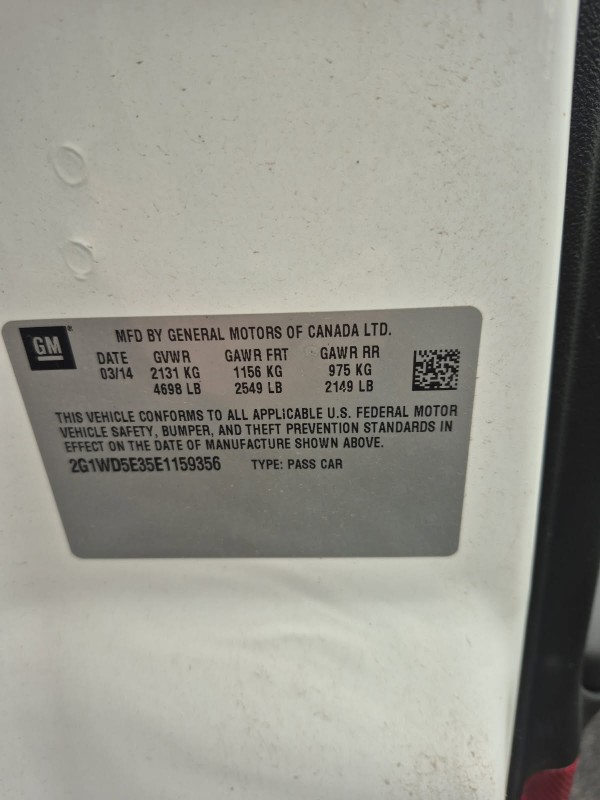 GM
MFD BY GENERAL MOTORS OF CANADA LTD.
DATE GVWR GAWR FRT GAWR RR
03/14 2131 KG 1156 KG 975 KG
4698 LB 2549 LB 2149 LB
THIS VEHICLE CONFORMS TO ALL APPLICABLE U.S. FEDERAL MOTOR
VEHICLE SAFETY, BUMPER, AND THEFT PREVENTION STANDARDS IN
EFFECT ON THE DATE OF MANUFACTURE SHOWN ABOVE.
2G1WD5E35E1159356 TYPE: PASS CAR